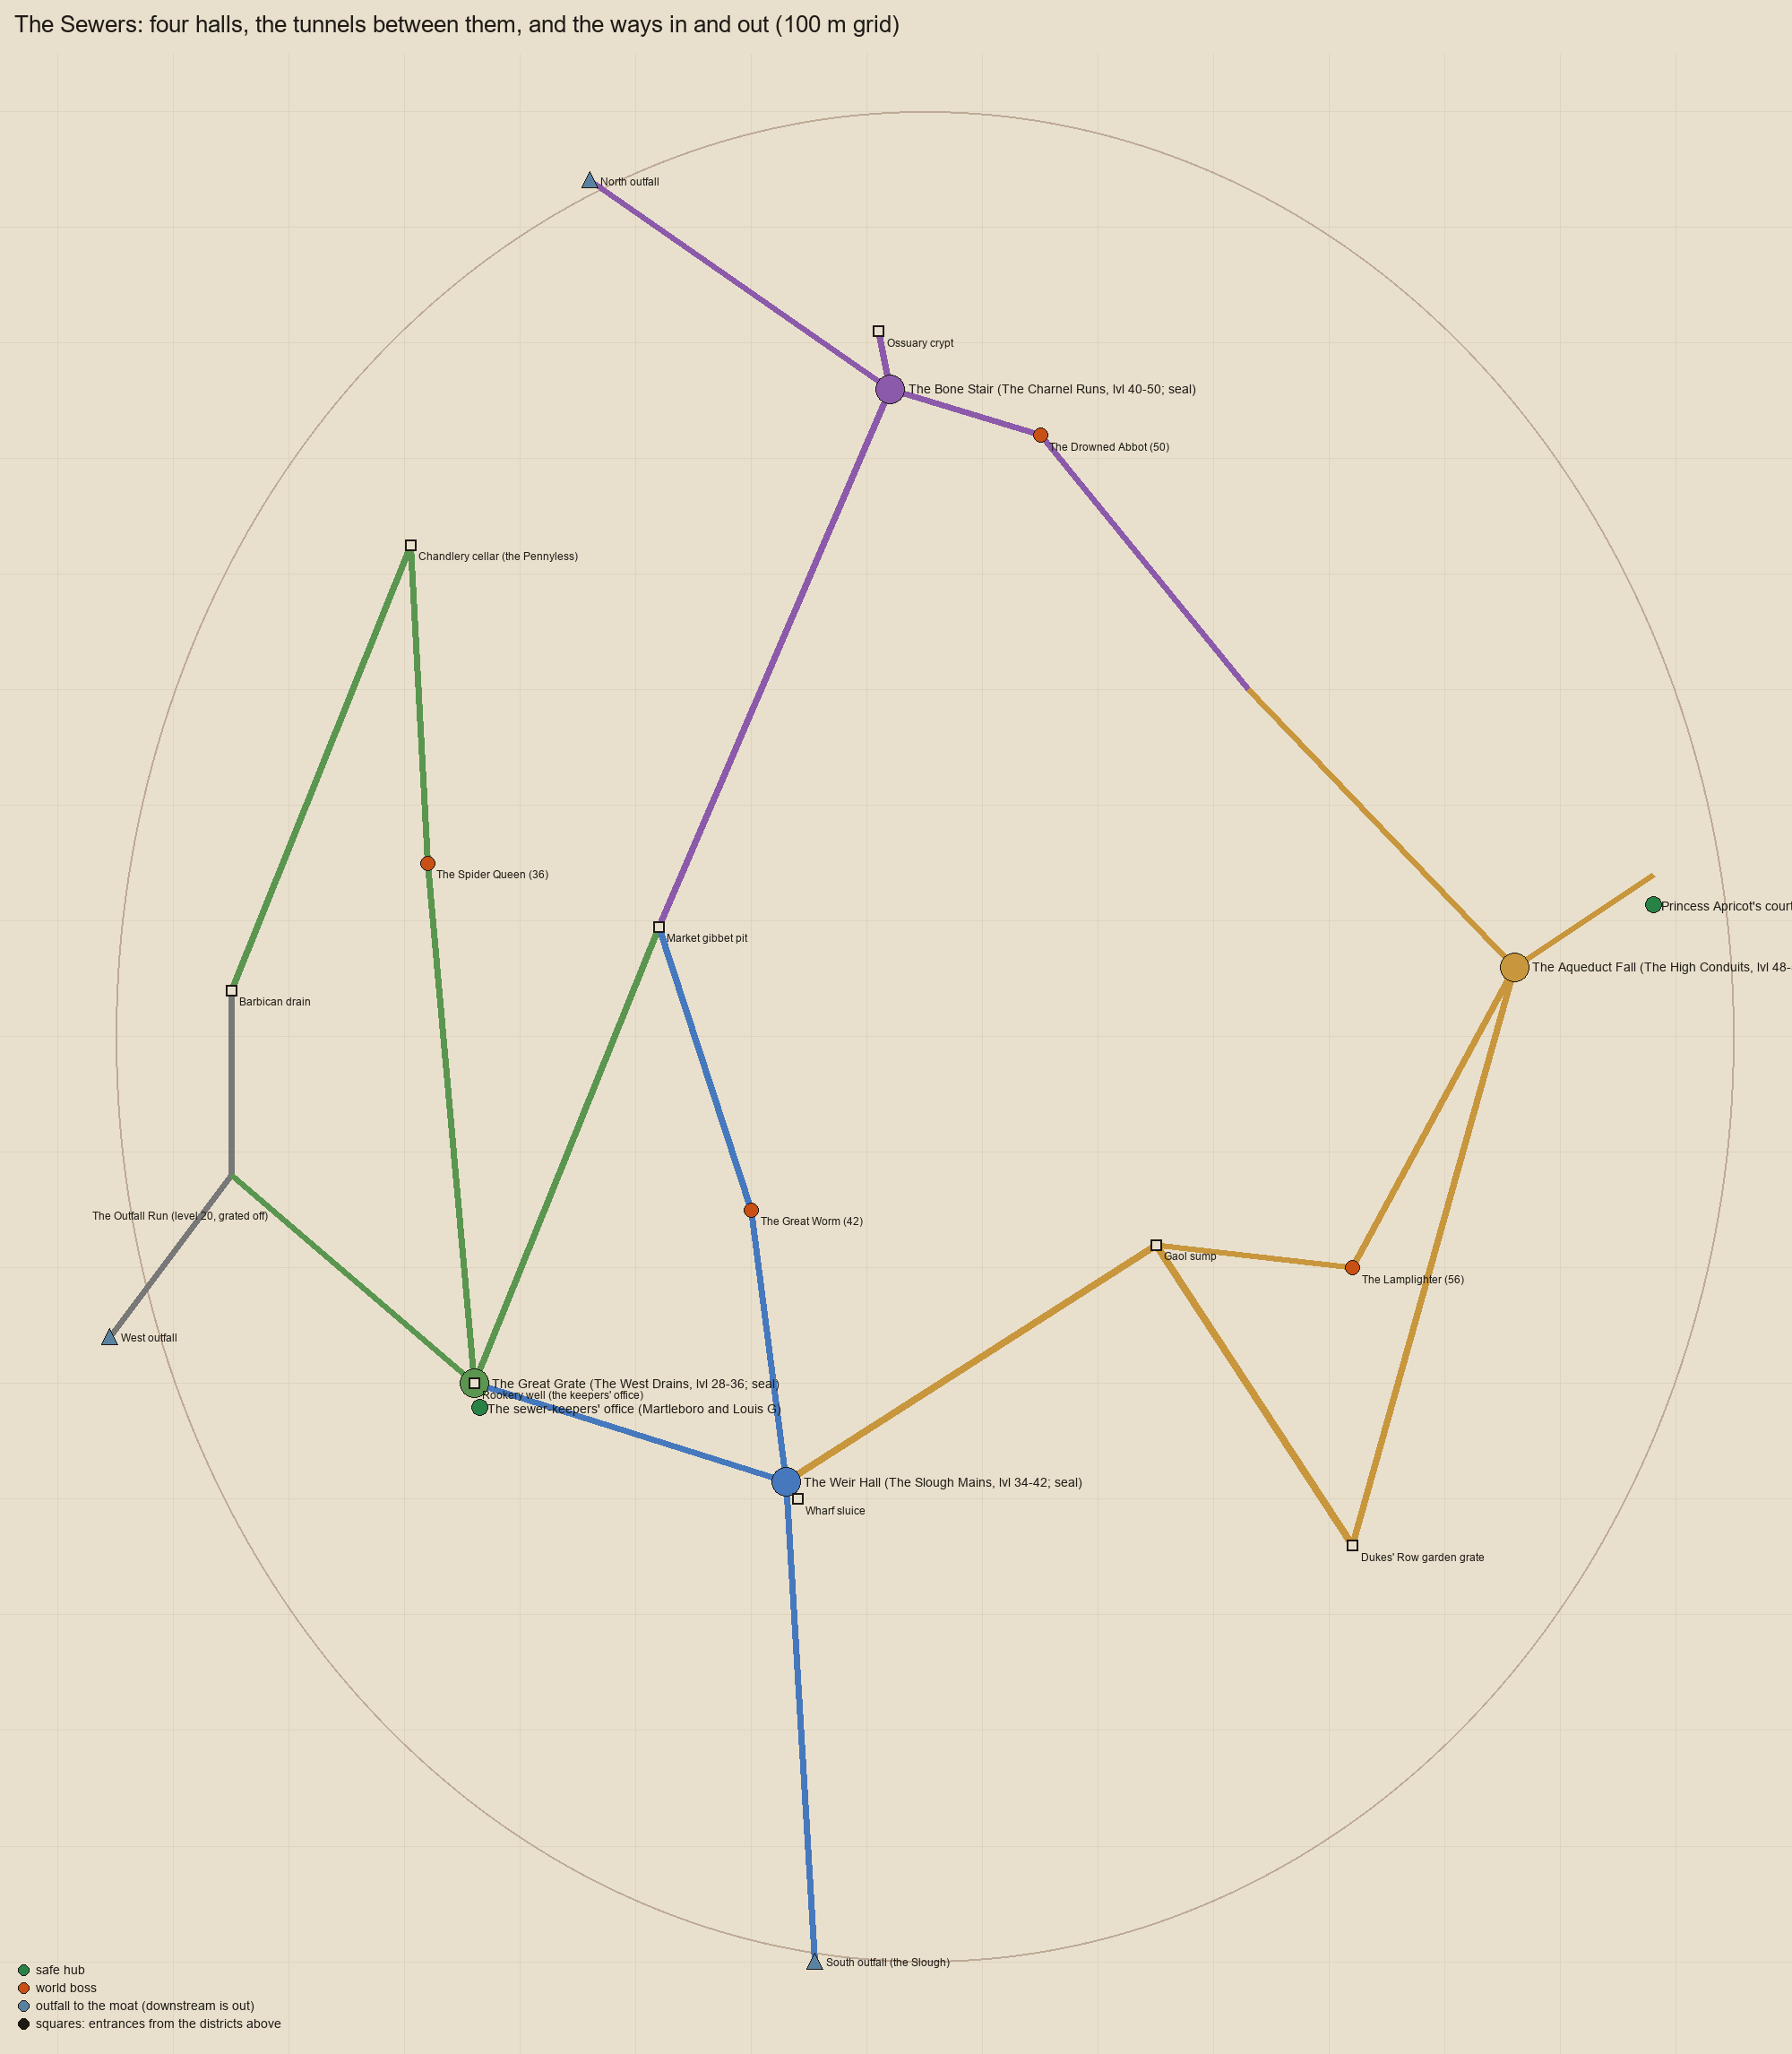 The Sewers: four halls, the tunnels between them, and the ways in and out (100 m grid)
North outfall
Ossuary crypt
The Bone Stair (The Charnel Runs, lvl 40-50; seal)
The Drowned Abbot (50)
Chandlery cellar (the Pennyless)
The Spider Queen (36)
Princess Apricot's court
Market gibbet pit
The Aqueduct Fall (The High Conduits, lvl 48-
Barbican drain
The Outfall Run (level 20, grated off)
The Great Worm (42)
Gaol sump
The Lamplighter (56)
West outfall
The Great Grate (The West Drains, lvl 28-36; seal)
Rookery well (the keepers' office)
The sewer-keepers' office (Martleboro and Louis G)
The Weir Hall (The Slough Mains, lvl 34-42; seal)
Wharf sluice
Dukes' Row garden grate
South outfall (the Slough)
safe hub
world boss
outfall to the moat (downstream is out)
squares: entrances from the districts above